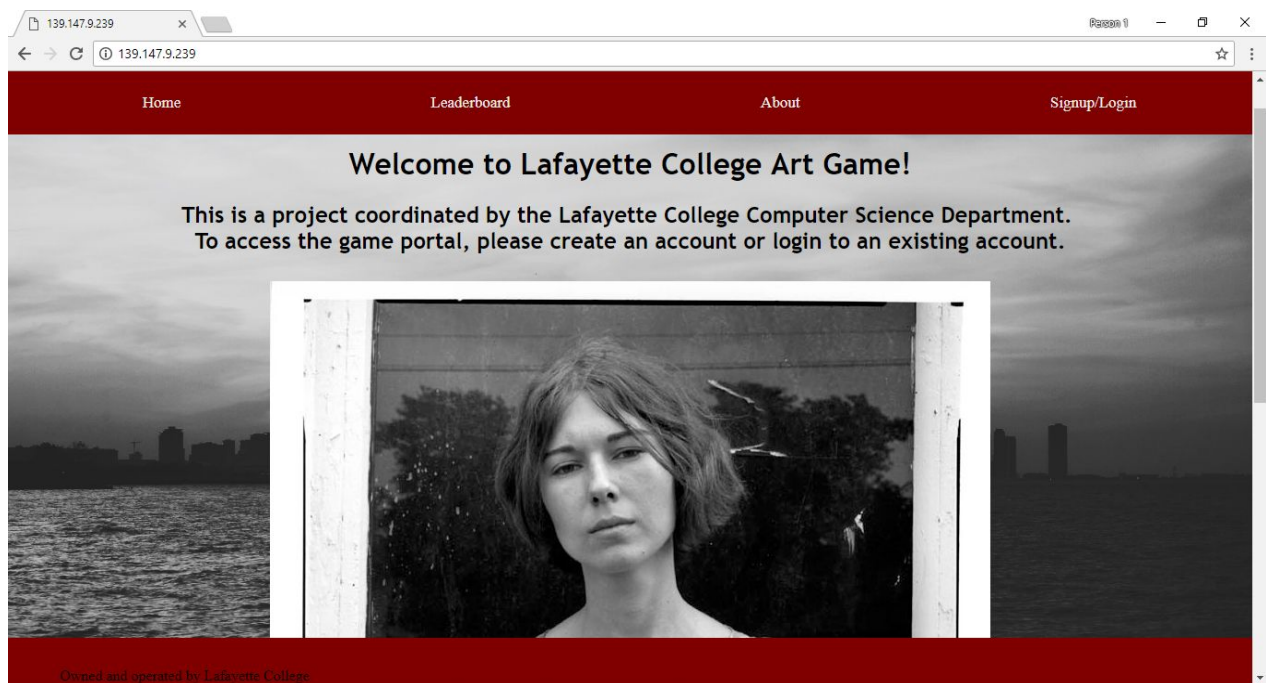 139.147.9.239
Person 1
139.147.9.239
Home Leaderboard About Signup/Login
Welcome to Lafayette College Art Game!
This is a project coordinated by the Lafayette College Computer Science Department.
To access the game portal, please create an account or login to an existing account.
Owned and operated by Lafayette College